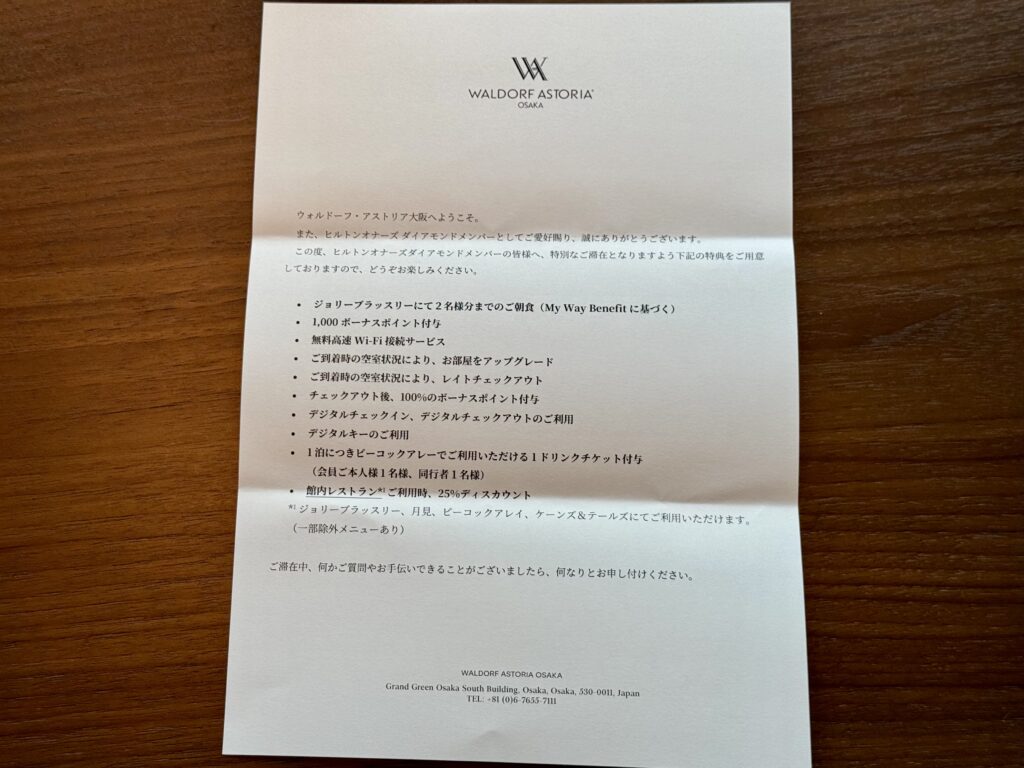 WA
WALDORF ASTORIA®
OSAKA
ウォルドーフ・アストリア大阪へようこそ。
また、ヒルトンオナーズ ダイアモンドメンバーとしてご愛好賜り、誠にありがとうございます。
この度、ヒルトンオナーズダイアモンドメンバーの皆様へ、特別なご滞在となりますよう下記の特典をご用意
しておりますので、どうぞお楽しみください。
• ジョリーブラッスリーにて2名様分までのご朝食（My Way Benefit に基づく）
• 1,000 ボーナスポイント付与
• 無料高速 Wi-Fi 接続サービス
• ご到着時の空室状況により、お部屋をアップグレード
• ご到着時の空室状況により、レイトチェックアウト
• チェックアウト後、100%のボーナスポイント付与
• デジタルチェックイン、デジタルチェックアウトのご利用
• デジタルキーのご利用
• 1泊につきピーコックアレーでご利用いただける1ドリンクチケット付与
（会員ご本人様1名様、同行者1名様）
• 館内レストラン*¹ ご利用時、25%ディスカウント
*¹ ジョリーブラッスリー、月見、ピーコックアレイ、ケーンズ＆テールズにてご利用いただけます。
（一部除外メニューあり）
ご滞在中、何かご質問やお手伝いできることがございましたら、何なりとお申し付けください。
WALDORF ASTORIA OSAKA
Grand Green Osaka South Building, Osaka, Osaka, 530-0011, Japan
TEL: +81 (0)6-7655-7111